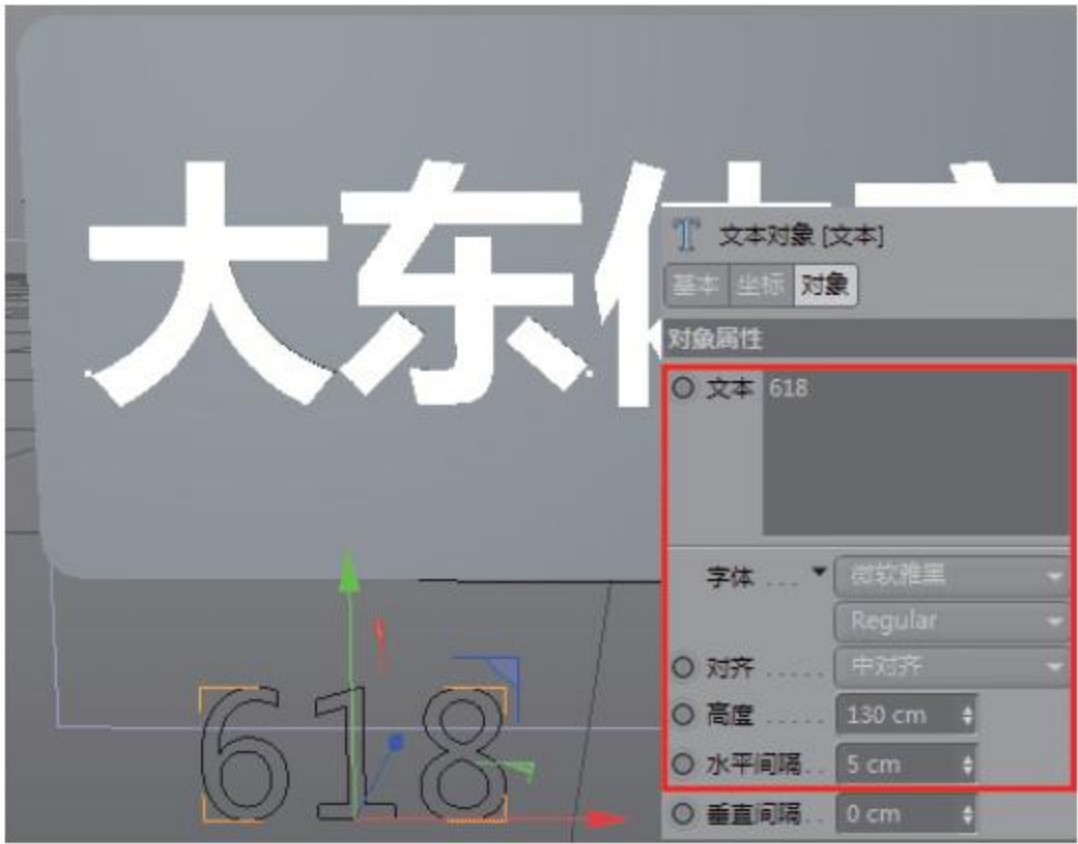 大东体育
文本对象 [文本]
基本 坐标 对象
对象属性
文本 618
字体 ... 微软雅黑
Regular
对齐 ..... 中对齐
高度 ..... 130 cm
水平间隔.. 5 cm
垂直间隔.. 0 cm
618